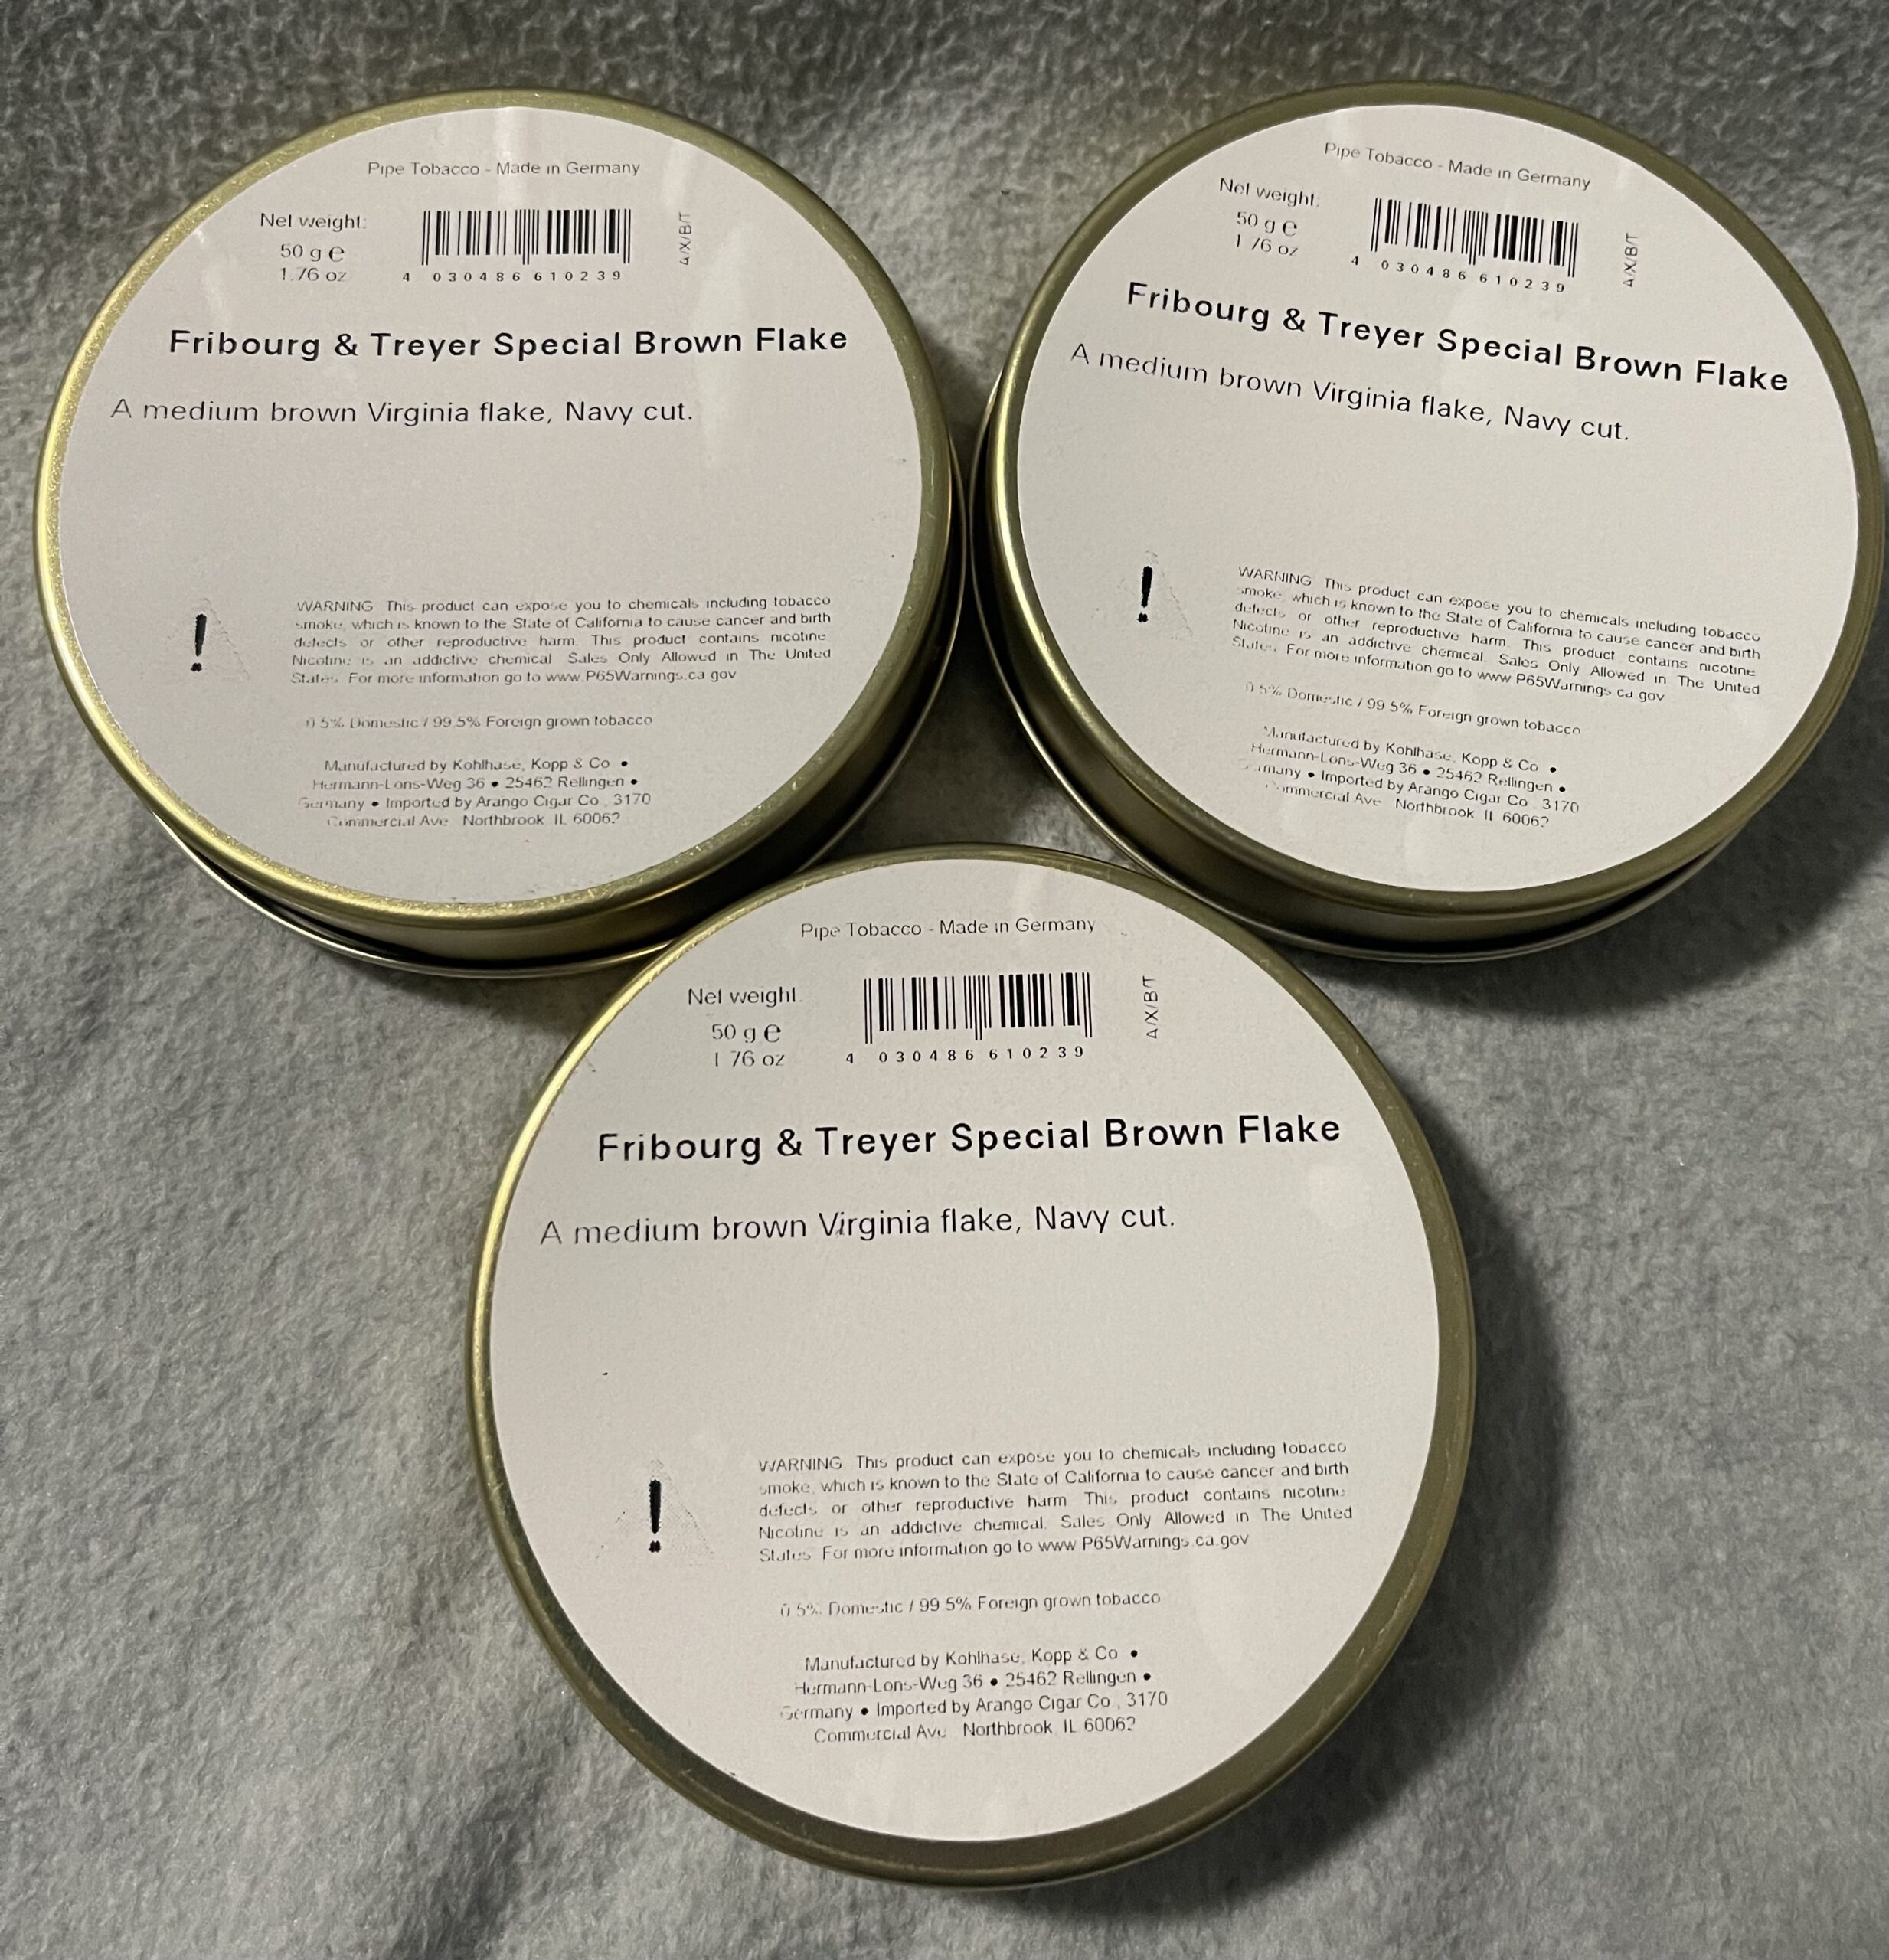 Pipe Tobacco - Made in Germany
Net weight:
50 g e
1.76 oz
4 030486 610239
A/X/B/T
Fribourg & Treyer Special Brown Flake
A medium brown Virginia flake, Navy cut.
!
WARNING This product can expose you to chemicals including tobacco
smoke, which is known to the State of California to cause cancer and birth
defects or other reproductive harm. This product contains nicotine
Nicotine is an addictive chemical Sales Only Allowed in The United
States For more information go to www.P65Warnings.ca gov
0 5% Domestic / 99.5% Foreign grown tobacco
Manufactured by Kohlhase, Kopp & Co •
Hermann-Lons-Weg 36 • 25462 Rellingen •
Germany • Imported by Arango Cigar Co , 3170
Commercial Ave Northbrook IL 60062
Pipe Tobacco - Made in Germany
Net weight:
50 g e
1 76 oz
4 030486 610239
A/X/B/T
Fribourg & Treyer Special Brown Flake
A medium brown Virginia flake, Navy cut.
!
WARNING This product can expose you to chemicals including tobacco
smoke, which is known to the State of California to cause cancer and birth
defects or other reproductive harm. This product contains nicotine
Nicotine is an addictive chemical. Sales Only Allowed in The United
States. For more information go to www P65Warnings ca gov
0 5% Domestic / 99 5% Foreign grown tobacco
Manufactured by Kohlhase, Kopp & Co •
Hermann-Lons-Weg 36 • 25462 Rellingen •
Germany • Imported by Arango Cigar Co , 3170
Commercial Ave Northbrook IL 60062
Pipe Tobacco - Made in Germany
Net weight.
50 g e
1 76 oz
4 030486 610239
A/X/B/T
Fribourg & Treyer Special Brown Flake
A medium brown Virginia flake, Navy cut.
!
WARNING This product can expose you to chemicals including tobacco
smoke, which is known to the State of California to cause cancer and birth
defects or other reproductive harm This product contains nicotine
Nicotine is an addictive chemical. Sales Only Allowed in The United
States For more information go to www P65Warnings.ca.gov
0 5% Domestic / 99 5% Foreign grown tobacco
Manufactured by Kohlhase, Kopp & Co •
Hermann-Lons-Weg 36 • 25462 Rellingen •
Germany • Imported by Arango Cigar Co , 3170
Commercial Ave Northbrook IL 60062